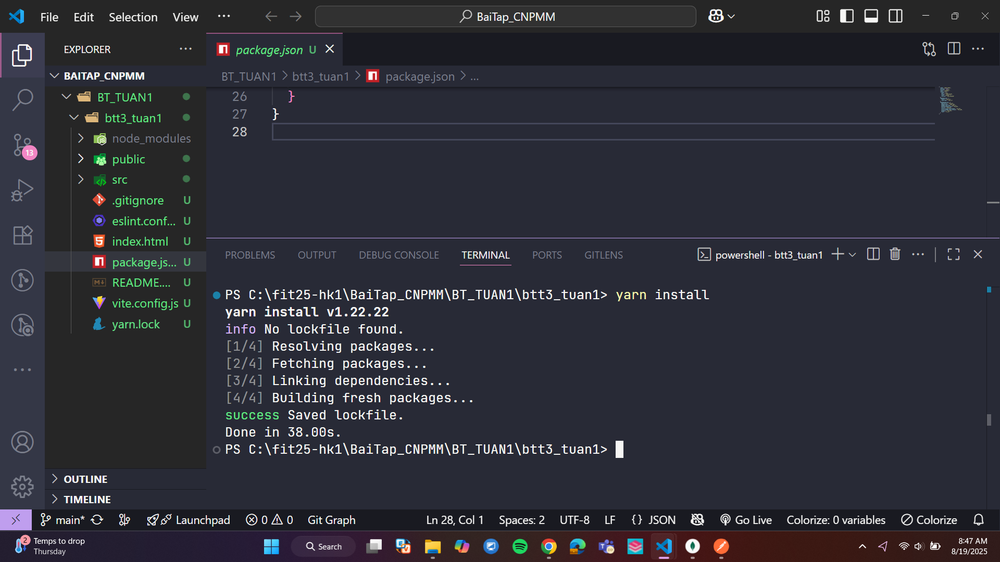 File Edit Selection View ...
BaiTap_CNPMM
EXPLORER
BAITAP_CNPMM
BT_TUAN1
btt3_tuan1
node_modules
public
src
.gitignore U
eslint.conf... U
index.html U
package.js... U
README.... U
vite.config.js U
yarn.lock U
OUTLINE
TIMELINE
13
package.json U
BT_TUAN1 > btt3_tuan1 > package.json > ...
26 }
27 }
28
PROBLEMS OUTPUT DEBUG CONSOLE TERMINAL PORTS GITLENS
powershell - btt3_tuan1
PS C:\fit25-hk1\BaiTap_CNPMM\BT_TUAN1\btt3_tuan1> yarn install
yarn install v1.22.22
info No lockfile found.
[1/4] Resolving packages...
[2/4] Fetching packages...
[3/4] Linking dependencies...
[4/4] Building fresh packages...
success Saved lockfile.
Done in 38.00s.
PS C:\fit25-hk1\BaiTap_CNPMM\BT_TUAN1\btt3_tuan1>
main* Launchpad 0 0 Git Graph Ln 28, Col 1 Spaces: 2 UTF-8 LF {} JSON Go Live Colorize: 0 variables Colorize
2
Temps to drop
Thursday
Search
8:47 AM
8/19/2025